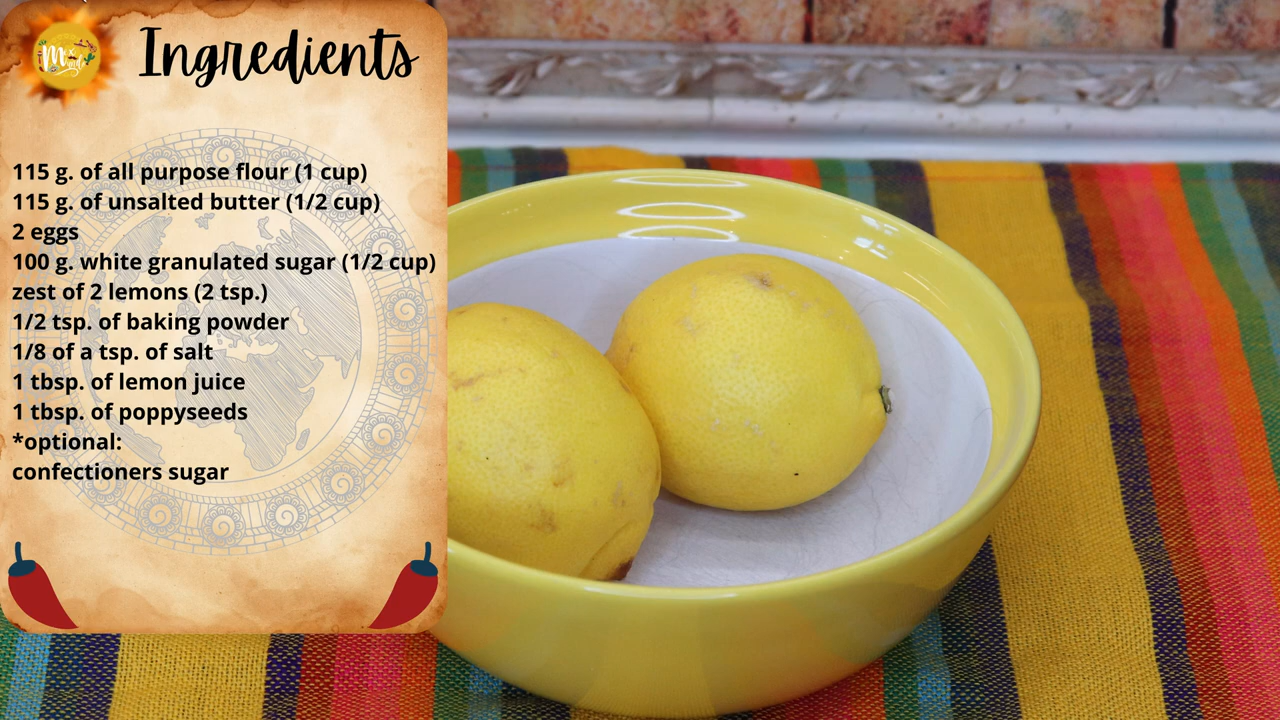 Ingredients
115 g. of all purpose flour (1 cup)
115 g. of unsalted butter (1/2 cup)
2 eggs
100 g. white granulated sugar (1/2 cup)
zest of 2 lemons (2 tsp.)
1/2 tsp. of baking powder
1/8 of a tsp. of salt
1 tbsp. of lemon juice
1 tbsp. of poppyseeds
*optional:
confectioners sugar